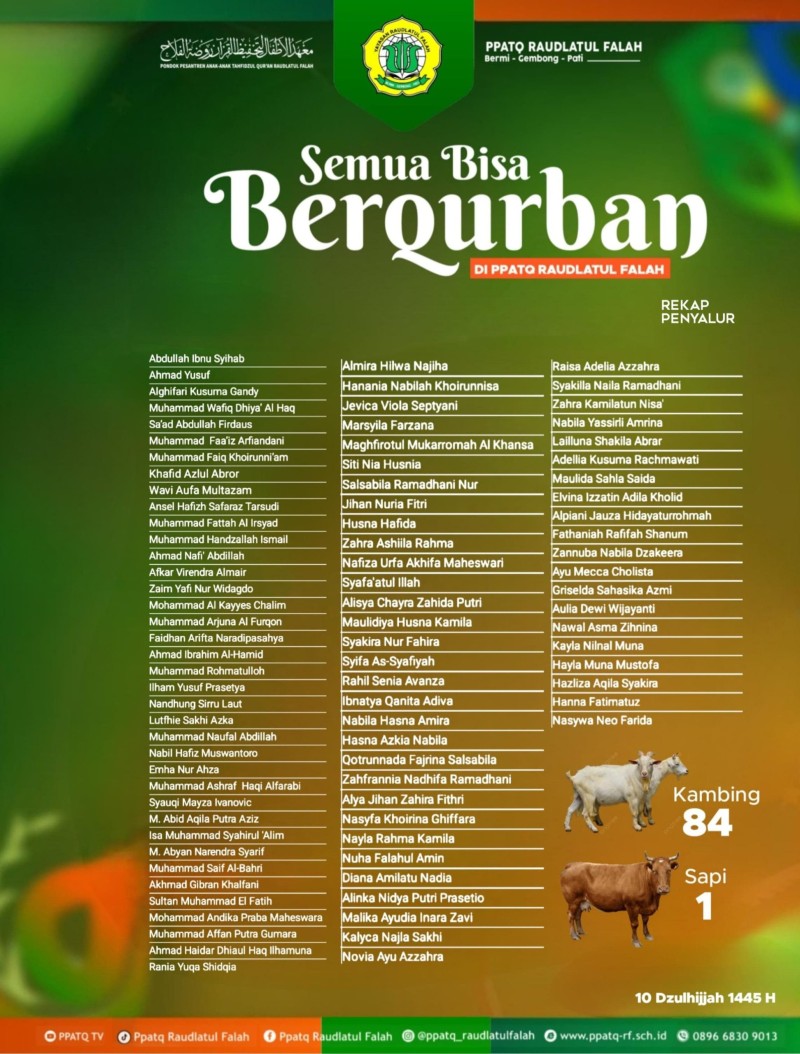 معهد الأطفال لتحفيظ القرآن روضة الفلاح
PONDOK PESANTREN ANAK-ANAK TAHFIDZUL QUR'AN RAUDLATUL FALAH
YAYASAN RAUDLATUL FALAH
PPATQ RAUDLATUL FALAH
Bermi - Gembong - Pati
Semua Bisa
Berqurban
DI PPATQ RAUDLATUL FALAH
REKAP
PENYALUR
Abdullah Ibnu Syihab
Ahmad Yusuf
Alghifari Kusuma Gandy
Muhammad Wafiq Dhiya' Al Haq
Sa'ad Abdullah Firdaus
Muhammad Faa'iz Arfiandani
Muhammad Faiq Khoirunni'am
Khafid Azlul Abror
Wavi Aufa Multazam
Ansel Hafizh Safaraz Tarsudi
Muhammad Fattah Al Irsyad
Muhammad Handzallah Ismail
Ahmad Nafi' Abdillah
Afkar Virendra Almair
Zaim Yafi Nur Widagdo
Mohammad Al Kayyes Chalim
Muhammad Arjuna Al Furqon
Faidhan Arifta Naradipasahya
Ahmad Ibrahim Al-Hamid
Muhammad Rohmatulloh
Ilham Yusuf Prasetya
Nandhung Sirru Laut
Lutfhie Sakhi Azka
Muhammad Naufal Abdillah
Nabil Hafiz Muswantoro
Emha Nur Ahza
Muhammad Ashraf Haqi Alfarabi
Syauqi Mayza Ivanovic
M. Abid Aqila Putra Aziz
Isa Muhammad Syahirul 'Alim
M. Abyan Narendra Syarif
Muhammad Saif Al-Bahri
Akhmad Gibran Khalfani
Sultan Muhammad El Fatih
Mohammad Andika Praba Maheswara
Muhammad Affan Putra Gumara
Ahmad Haidar Dhiaul Haq Ilhamuna
Rania Yuqa Shidqia
Almira Hilwa Najiha
Hanania Nabilah Khoirunnisa
Jevica Viola Septyani
Marsyila Farzana
Maghfirotul Mukarromah Al Khansa
Siti Nia Husnia
Salsabila Ramadhani Nur
Jihan Nuria Fitri
Husna Hafida
Zahra Ashiila Rahma
Nafiza Urfa Akhifa Maheswari
Syafa'atul Illah
Alisya Chayra Zahida Putri
Maulidiya Husna Kamila
Syakira Nur Fahira
Syifa As-Syafiyah
Rahil Senia Avanza
Ibnatya Qanita Adiva
Nabila Hasna Amira
Hasna Azkia Nabila
Qotrunnada Fajrina Salsabila
Zahfrannia Nadhifa Ramadhani
Alya Jihan Zahira Fithri
Nasyfa Khoirina Ghiffara
Nayla Rahma Kamila
Nuha Falahul Amin
Diana Amilatu Nadia
Alinka Nidya Putri Prasetio
Malika Ayudia Inara Zavi
Kalyca Najla Sakhi
Novia Ayu Azzahra
Raisa Adelia Azzahra
Syakilla Naila Ramadhani
Zahra Kamilatun Nisa'
Nabila Yassirli Amrina
Lailluna Shakila Abrar
Adellia Kusuma Rachmawati
Maulida Sahla Saida
Elvina Izzatin Adila Kholid
Alpiani Jauza Hidayaturrohmah
Fathaniah Rafifah Shanum
Zannuba Nabila Dzakeera
Ayu Mecca Cholista
Griselda Sahasika Azmi
Aulia Dewi Wijayanti
Nawal Asma Zihnina
Kayla Nilnal Muna
Hayla Muna Mustofa
Hazliza Aqila Syakira
Hanna Fatimatuz
Nasywa Neo Farida
Kambing
84
Sapi
1
10 Dzulhijjah 1445 H
PPATQ TV
Ppatq Raudlatul Falah
Ppatq Raudlatul Falah
@ppatq_raudlatulfalah
www.ppatq-rf.sch.id
0896 6830 9013